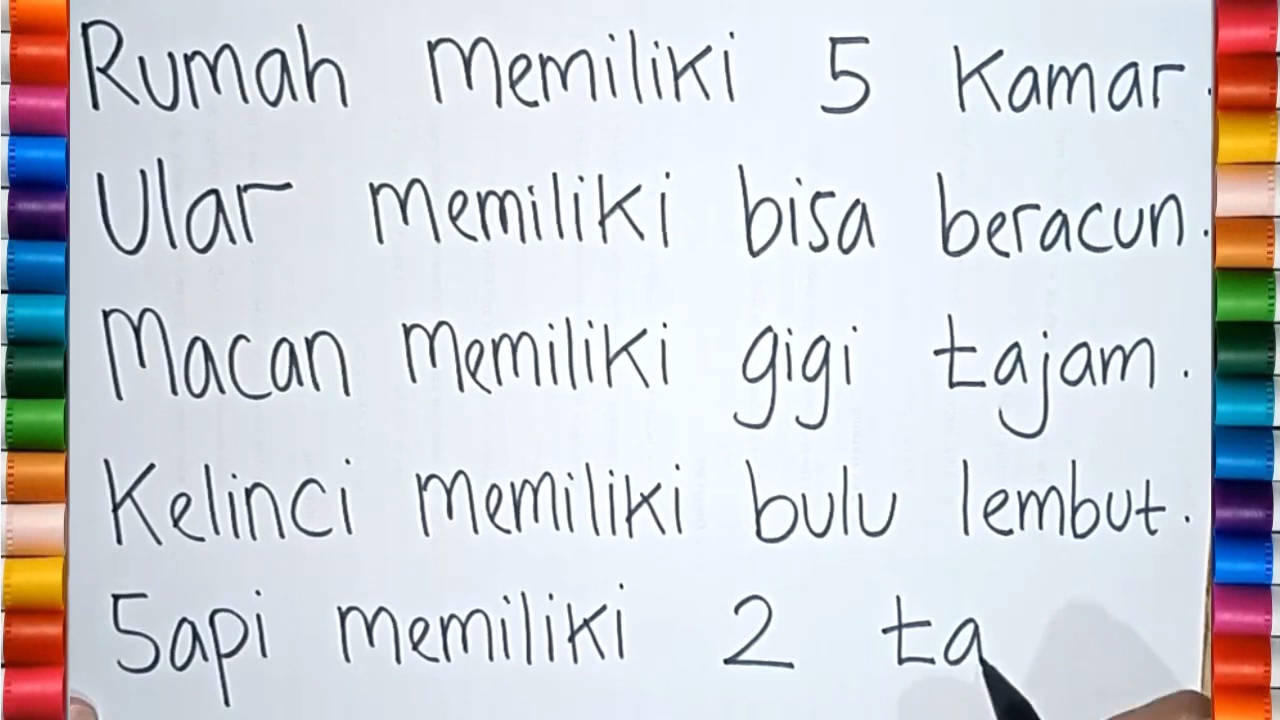 Rumah memiliki 5 Kamar.
Ular memiliki bisa beracun.
Macan memiliki gigi tajam.
Kelinci memiliki bulu lembut.
Sapi memiliki 2 ta